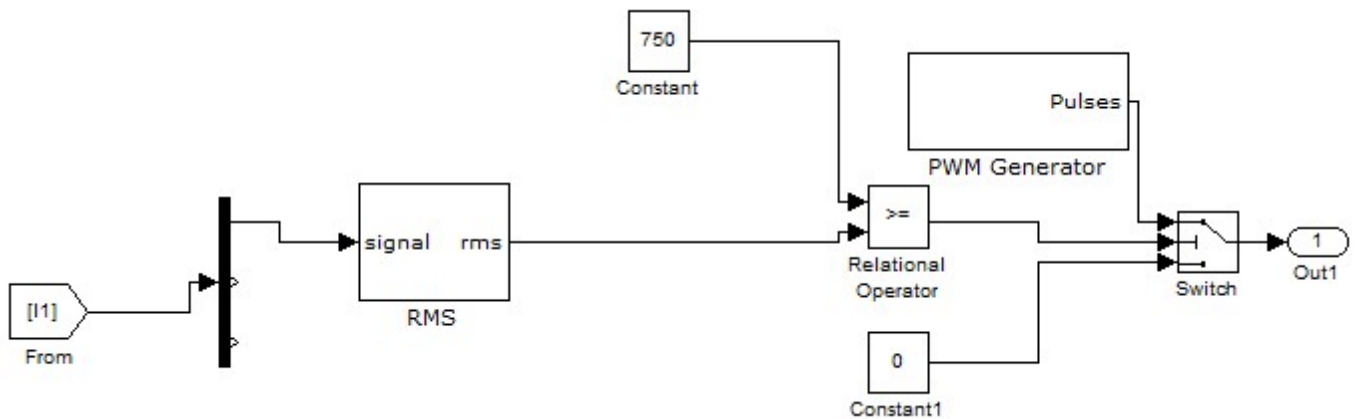 750
Constant
Pulses
PWM Generator
signal rms
RMS
>=
Relational
Operator
[I1]
From
1
Out1
Switch
0
Constant1